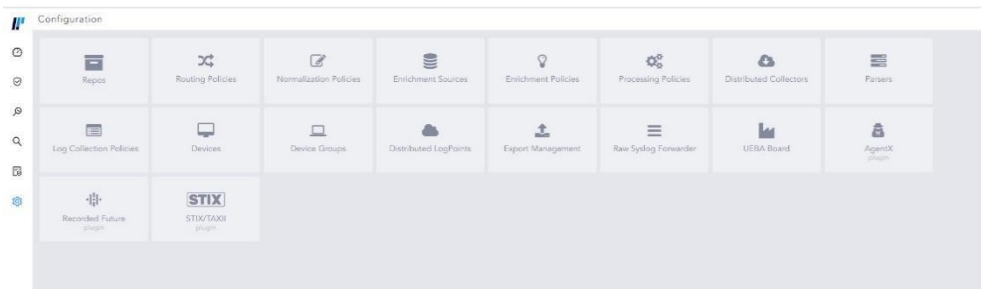 Configuration
Repos
Routing Policies
Normalization Policies
Enrichment Sources
Enrichment Policies
Processing Policies
Distributed Collectors
Parsers
Log Collection Policies
Devices
Device Groups
Distributed LogPoints
Export Management
Raw Syslog Forwarder
UEBA Board
AgentX
plugin
Recorded Future
plugin
STIX
STIX/TAXII
plugin